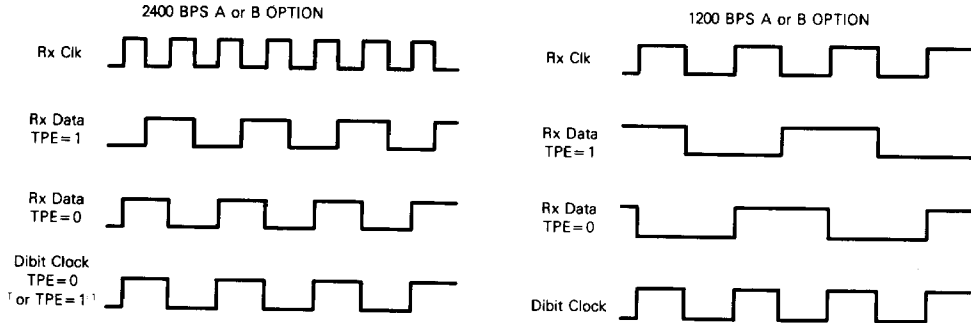 2400 BPS A or B OPTION
Rx Clk
Rx Data
TPE=1
Rx Data
TPE=0
Dibit Clock
TPE=0
or TPE=1
1200 BPS A or B OPTION
Rx Clk
Rx Data
TPE=1
Rx Data
TPE=0
Dibit Clock